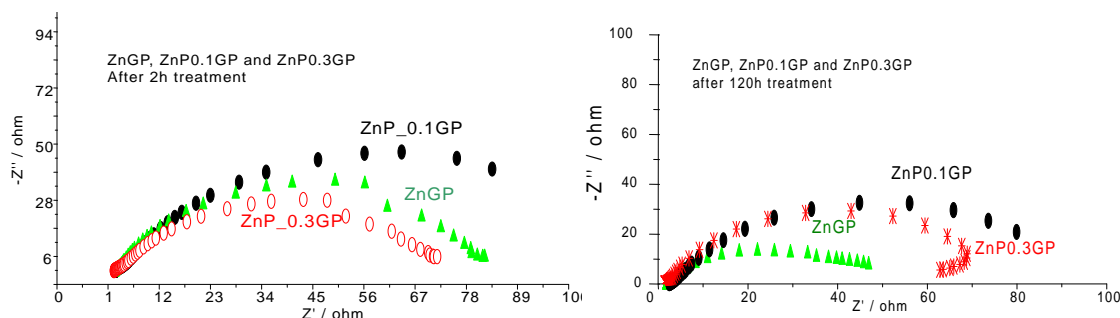 94
72
50
28
6
-Z'' / ohm
ZnGP, ZnP0.1GP and ZnP0.3GP
After 2h treatment
ZnP_0.1GP
ZnGP
ZnP_0.3GP
0 1 12 23 34 45 56 67 78 89 10
Z' / ohm
100
80
60
40
20
0
-Z'' / ohm
ZnGP, ZnP0.1GP and ZnP0.3GP
after 120h treatment
ZnP0.1GP
ZnGP
ZnP0.3GP
0 20 40 60 80 100
Z' / ohm